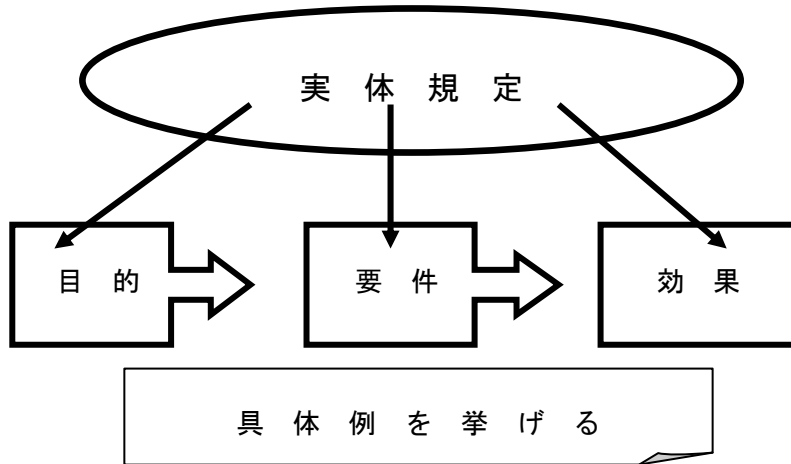 実体規定
目的
要件
効果
具体例を挙げる